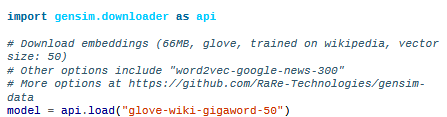 import gensim.downloader as api
# Download embeddings (66MB, glove, trained on wikipedia, vector
size: 50)
# Other options include "word2vec-google-news-300"
# More options at https://github.com/RaRe-Technologies/gensim-
data
model = api.load("glove-wiki-gigaword-50")